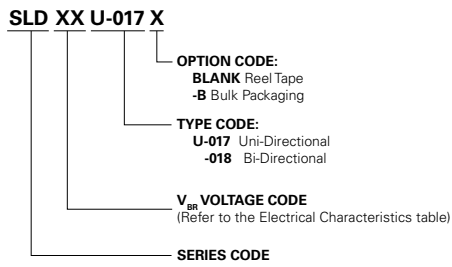 SLD XX U-017 X
OPTION CODE:
BLANK Reel Tape
-B Bulk Packaging
TYPE CODE:
U-017 Uni-Directional
-018 Bi-Directional
VBR VOLTAGE CODE
(Refer to the Electrical Characteristics table)
SERIES CODE